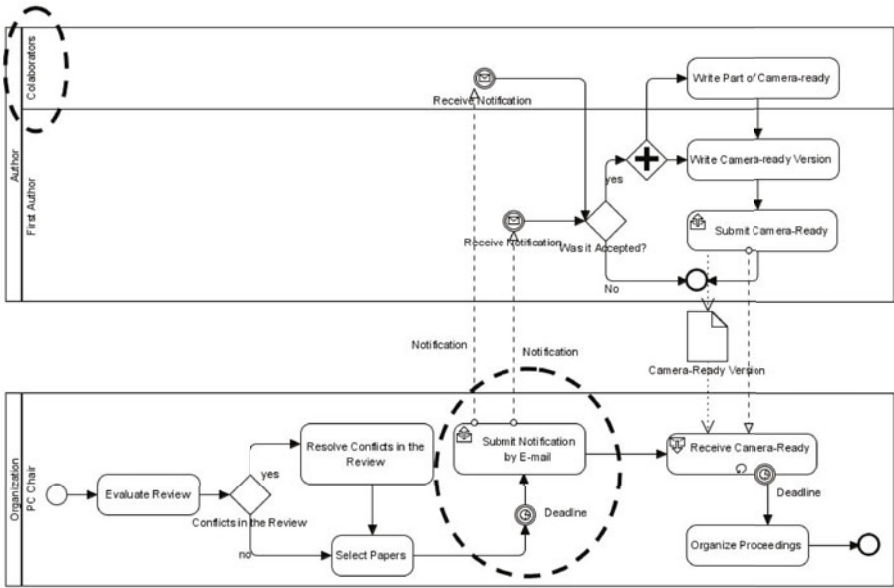 Colaborators
Receive Notification
Write Part of Camera-ready
Author
First Author
yes
Write Camera-ready Version
Receive Notification
Was it Accepted?
Submit Camera-Ready
No
Notification
Notification
Camera-Ready Version
Organization
PC Chair
Evaluate Review
yes
Conflicts in the Review
no
Resolve Conflicts in the
Review
Select Papers
Submit Notification
by E-mail
Deadline
Receive Camera-Ready
Deadline
Organize Proceedings